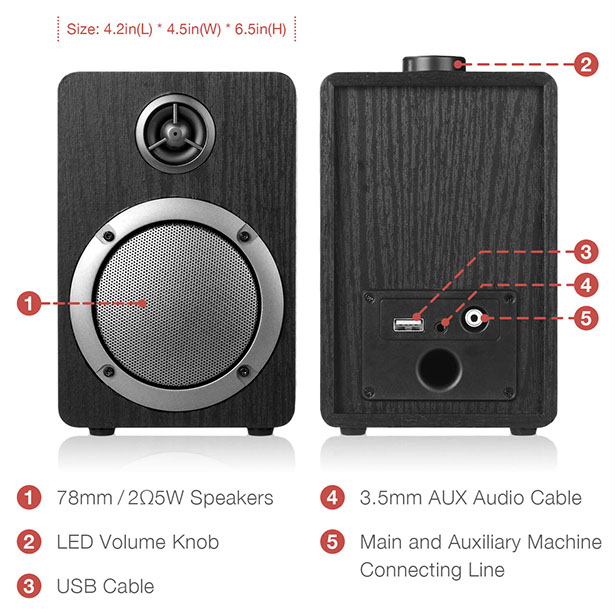 Size: 4.2in(L) * 4.5in(W) * 6.5in(H)
2
3
4
5
1
1 78mm / 2Ω5W Speakers
2 LED Volume Knob
3 USB Cable
4 3.5mm AUX Audio Cable
5 Main and Auxiliary Machine
Connecting Line